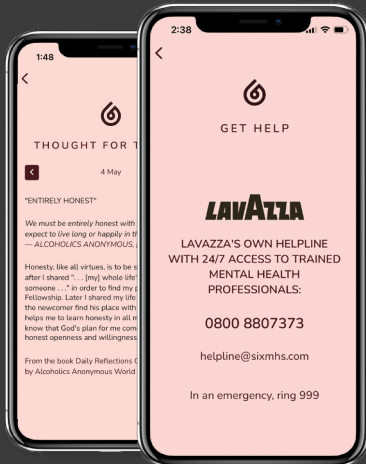 1:48
THOUGHT FOR T
4 May
"ENTIRELY HONEST"
We must be entirely honest with
expect to live long or happily in th
— ALCOHOLICS ANONYMOUS, p
Honesty, like all virtues, is to be s
after I shared ". . . [my] whole life'
someone . . ." in order to find my p
Fellowship. Later I shared my life
the newcomer find his place with
helps me to learn honesty in all m
know that God's plan for me com
honest openness and willingness
From the book Daily Reflections C
by Alcoholics Anonymous World
2:38
GET HELP
LAVAZZA
LAVAZZA'S OWN HELPLINE
WITH 24/7 ACCESS TO TRAINED
MENTAL HEALTH
PROFESSIONALS:
0800 8807373
helpline@sixmhs.com
In an emergency, ring 999